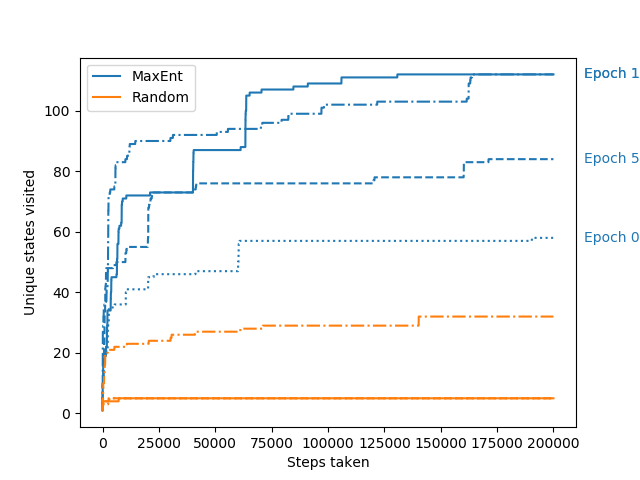 MaxEnt
Random
Epoch 1
Epoch 5
Epoch 0
Unique states visited
100
80
60
40
20
0
0 25000 50000 75000 100000 125000 150000 175000 200000
Steps taken